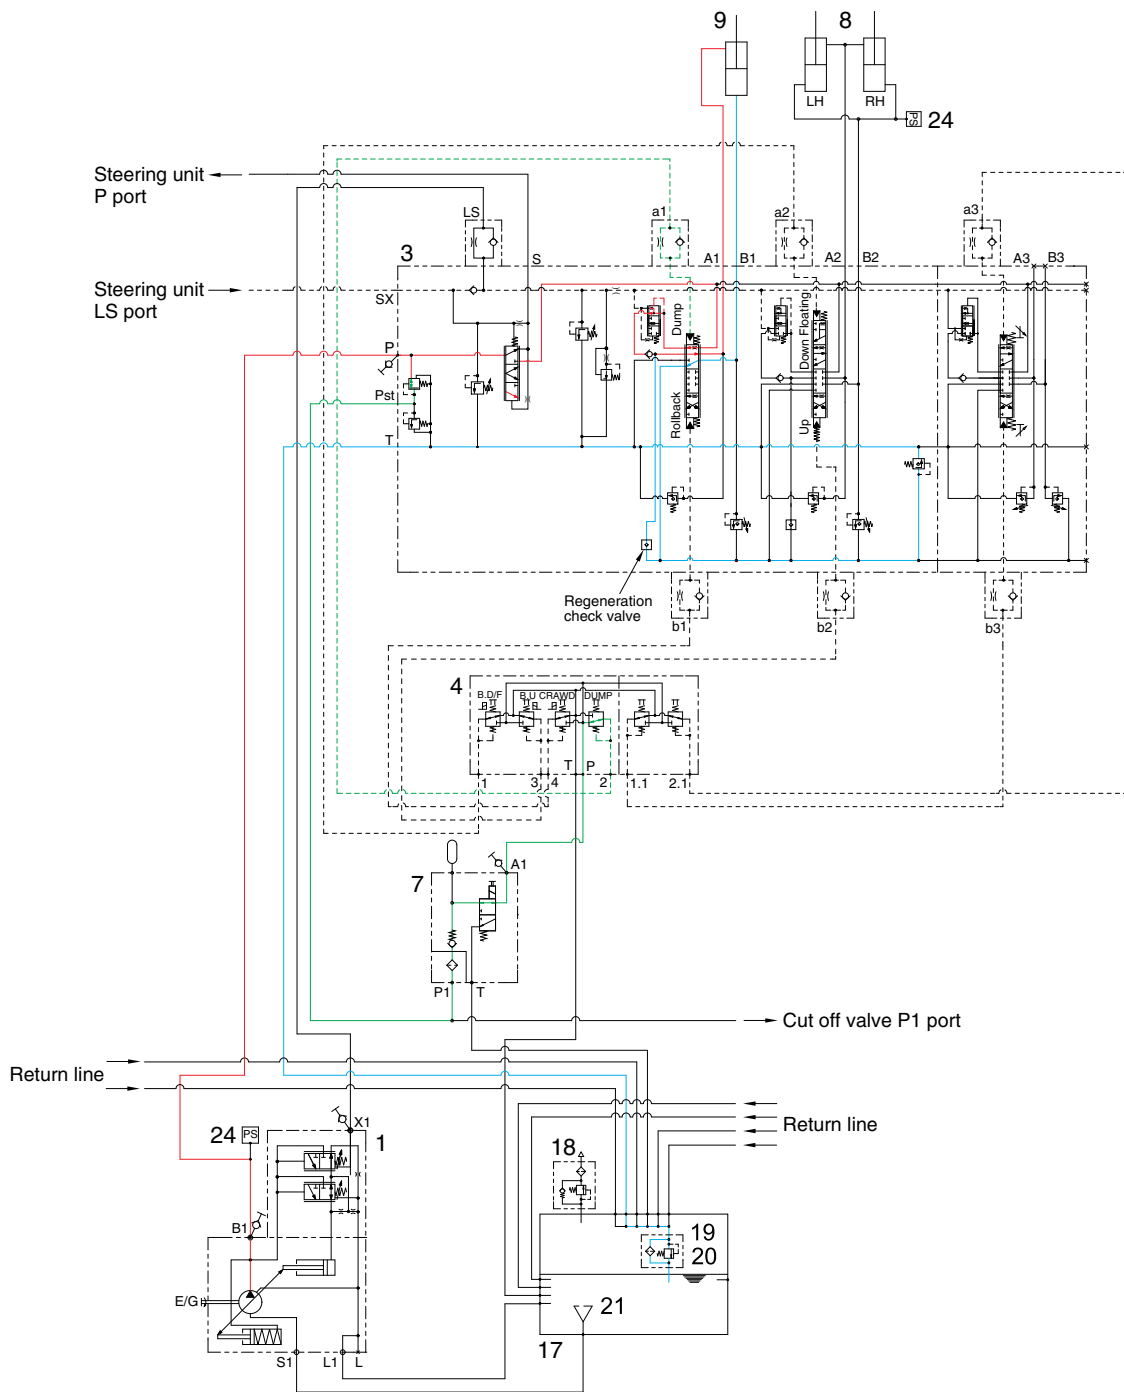 9
8
LH
RH
PS
24
Steering unit
P port
LS
a1
a2
a3
3
S
A1
B1
A2
B2
A3
B3
Steering unit
LS port
SX
Dump
Down Floating
P
Pst
Rollback
Up
T
Regeneration
check valve
b1
b2
b3
4
B.D/F
B.U
CRAWD
DUMP
T
P
1
3
4
2
1.1
2.1
A1
7
P1
T
Cut off valve P1 port
Return line
Return line
X1
24
PS
1
18
B1
19
20
E/G
21
S1
L1
L
17